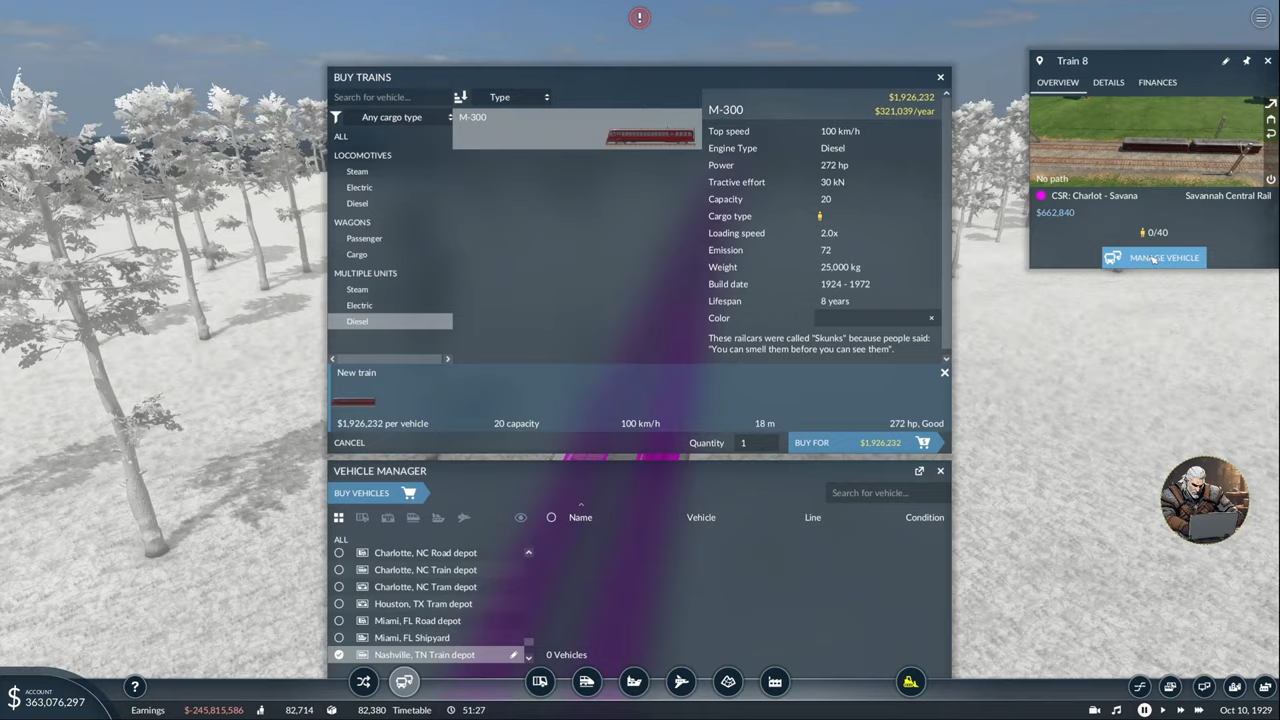 !
BUY TRAINS
Search for vehicle...
Type
Any cargo type
ALL
LOCOMOTIVES
Steam
Electric
Diesel
WAGONS
Passenger
Cargo
MULTIPLE UNITS
Steam
Electric
Diesel
M-300
$1,926,232
M-300
$321,039/year
Top speed 100 km/h
Engine Type Diesel
Power 272 hp
Tractive effort 30 kN
Capacity 20
Cargo type
Loading speed 2.0x
Emission 72
Weight 25,000 kg
Build date 1924 - 1972
Lifespan 8 years
Color
These railcars were called "Skunks" because people said:
"You can smell them before you can see them".
New train
$1,926,232 per vehicle 20 capacity 100 km/h 18 m 272 hp, Good
CANCEL Quantity 1 BUY FOR $1,926,232
VEHICLE MANAGER
BUY VEHICLES
Search for vehicle...
Name Vehicle Line Condition
ALL
Charlotte, NC Road depot
Charlotte, NC Train depot
Charlotte, NC Tram depot
Houston, TX Tram depot
Miami, FL Road depot
Miami, FL Shipyard
Nashville, TN Train depot 0 Vehicles
Train 8
OVERVIEW DETAILS FINANCES
No path
CSR: Charlot - Savana Savannah Central Rail
$662,840
0/40
MANAGE VEHICLE
$ ACCOUNT
363,076,297
?
Earnings $-245,815,586 82,714 82,380 Timetable 51:27
Oct 10, 1929